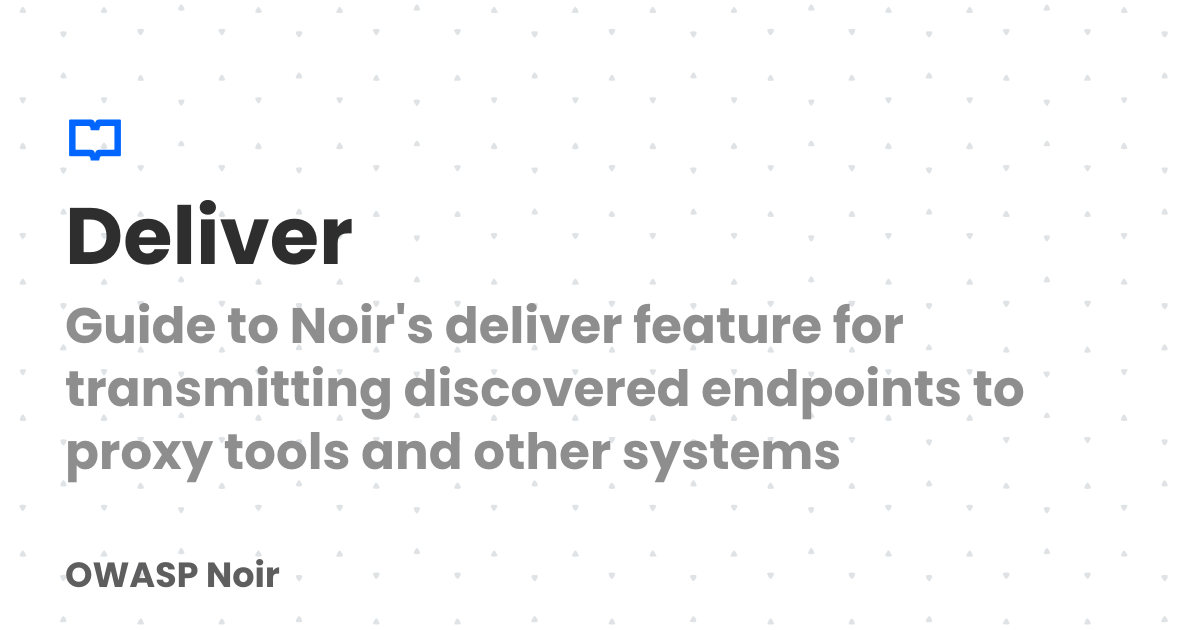 Deliver
Guide to Noir's deliver feature for
transmitting discovered endpoints to
proxy tools and other systems
OWASP Noir